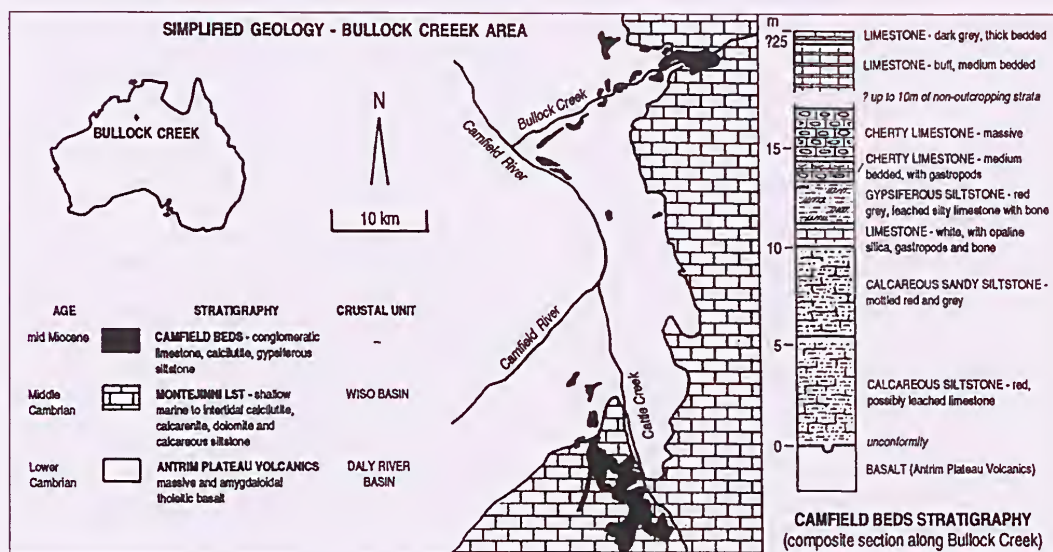 SIMPLIFIED GEOLOGY - BULLOCK CREEEK AREA
BULLOCK CREEK
N
10 km
Bullock Creek
Camfield River
Camfield River
Cattle Creek
AGE
STRATIGRAPHY
CRUSTAL UNIT
mid Miocene
CAMFIELD BEDS - conglomeratic
limestone, calcilutite, gypsiferous
siltstone
-
Middle
Cambrian
MONTEJINNI LST - shallow
marine to intertidal calcilutite,
calcarenite, dolomite and
calcareous siltstone
WISO BASIN
Lower
Cambrian
ANTRIM PLATEAU VOLCANICS
massive and amygdaloidal
tholeitic basalt
DALY RIVER
BASIN
m
?25
15
10
5
0
LIMESTONE - dark grey, thick bedded
LIMESTONE - buff, medium bedded
? up to 10m of non-outcropping strata
CHERTY LIMESTONE - massive
CHERTY LIMESTONE - medium
bedded, with gastropods
GYPSIFEROUS SILTSTONE - red
grey, leached silty limestone with bone
LIMESTONE - white, with opaline
silica, gastropods and bone
CALCAREOUS SANDY SILTSTONE -
mottled red and grey
CALCAREOUS SILTSTONE - red,
possibly leached limestone
unconformity
BASALT (Antrim Plateau Volcanics)
CAMFIELD BEDS STRATIGRAPHY
(composite section along Bullock Creek)